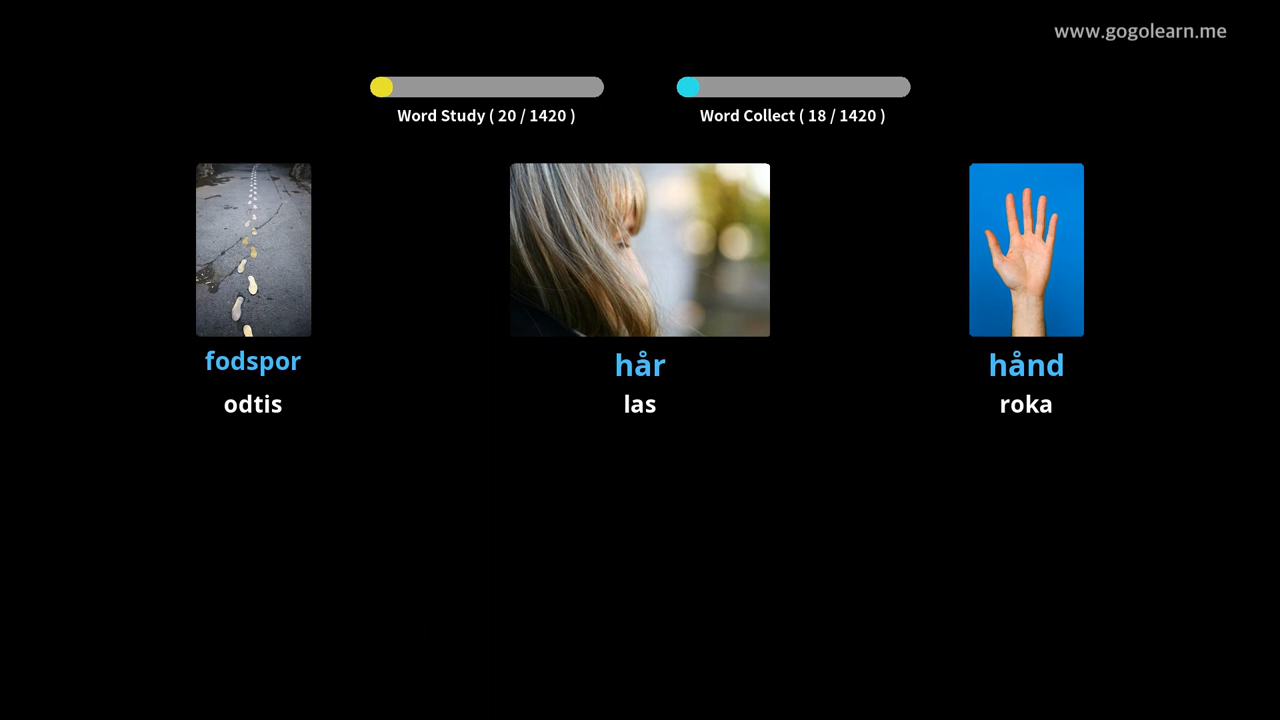 www.gogolearn.me
Word Study ( 20 / 1420 )
Word Collect ( 18 / 1420 )
fodspor
odtis
hår
las
hånd
roka